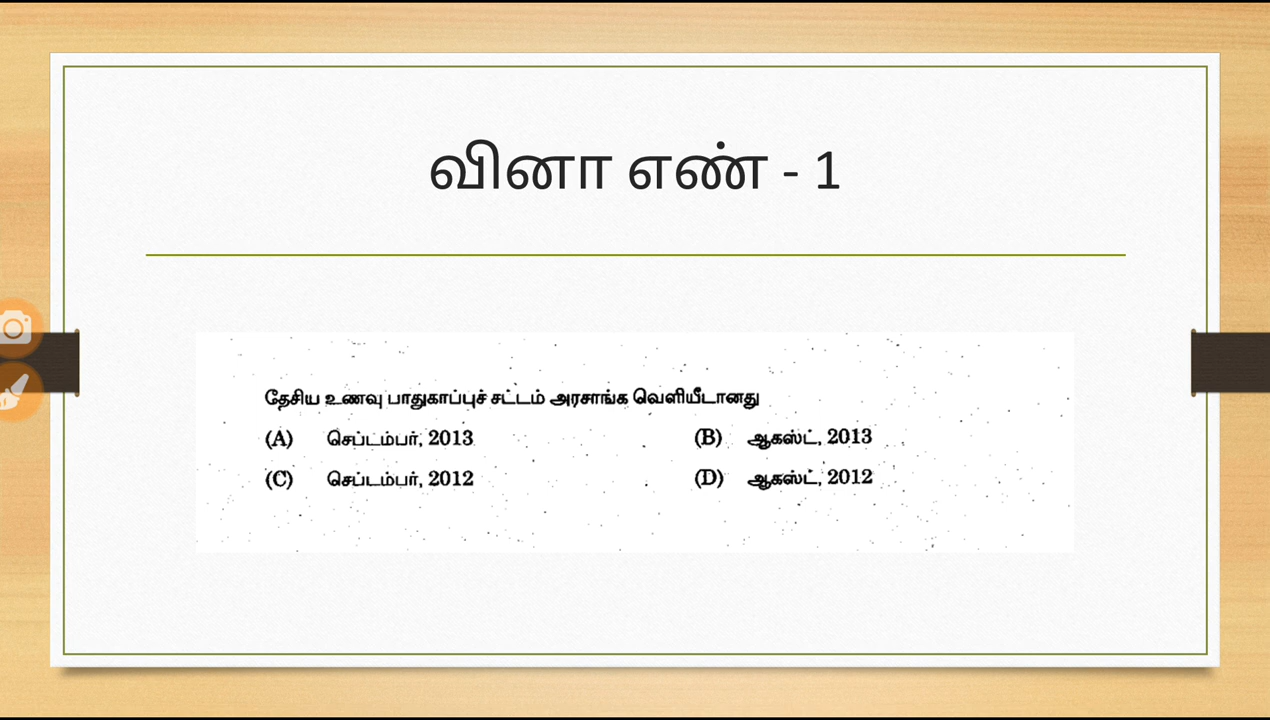 வினா எண் - 1
தேசிய உணவு பாதுகாப்புச் சட்டம் அரசாங்க வெளியீடானது
(A) செப்டம்பர், 2013 (B) ஆகஸ்ட், 2013
(C) செப்டம்பர், 2012 (D) ஆகஸ்ட், 2012